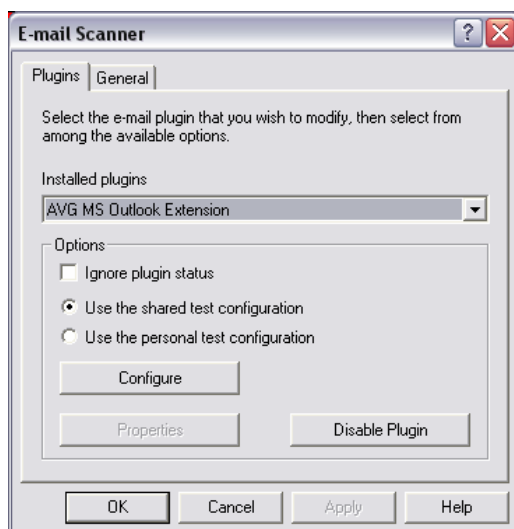 E-mail Scanner
Plugins General
Select the e-mail plugin that you wish to modify, then select from
among the available options.
Installed plugins
AVG MS Outlook Extension
Options
Ignore plugin status
Use the shared test configuration
Use the personal test configuration
Configure
Properties Disable Plugin
OK Cancel Apply Help